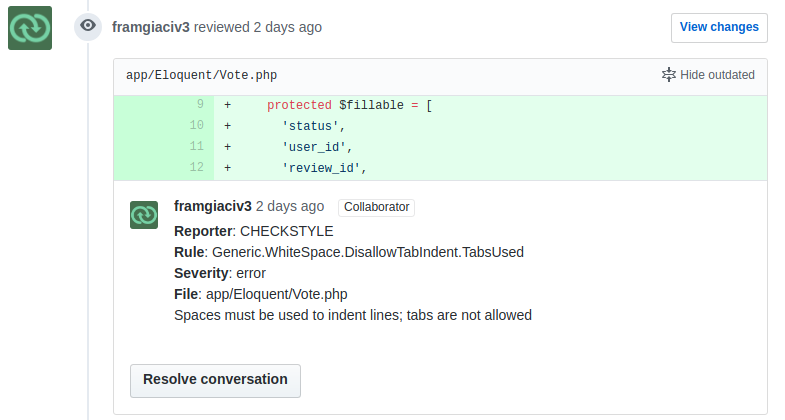 framgiaciv3 reviewed 2 days ago
View changes
app/Eloquent/Vote.php
Hide outdated
9 + protected $fillable = [
10 + 'status',
11 + 'user_id',
12 + 'review_id',
framgiaciv3 2 days ago Collaborator
Reporter: CHECKSTYLE
Rule: Generic.WhiteSpace.DisallowTabIndent.TabsUsed
Severity: error
File: app/Eloquent/Vote.php
Spaces must be used to indent lines; tabs are not allowed
Resolve conversation